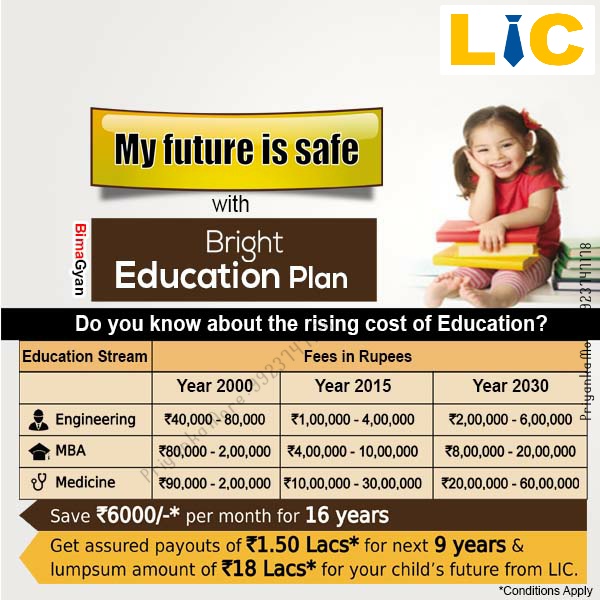 LiC
My future is safe
with
BimaGyan
Bright
Education Plan
Do you know about the rising cost of Education?
Education Stream Fees in Rupees
Year 2000 Year 2015 Year 2030
Engineering ₹40,000 - 80,000 ₹1,00,000 - 4,00,000 ₹2,00,000 - 6,00,000
MBA ₹80,000 - 2,00,000 ₹4,00,000 - 10,00,000 ₹8,00,000 - 20,00,000
Medicine ₹90,000 - 2,00,000 ₹10,00,000 - 30,00,000 ₹20,00,000 - 60,00,000
Save ₹6000/-* per month for 16 years
Get assured payouts of ₹1.50 Lacs* for next 9 years &
lumpsum amount of ₹18 Lacs* for your child's future from LIC.
*Conditions Apply